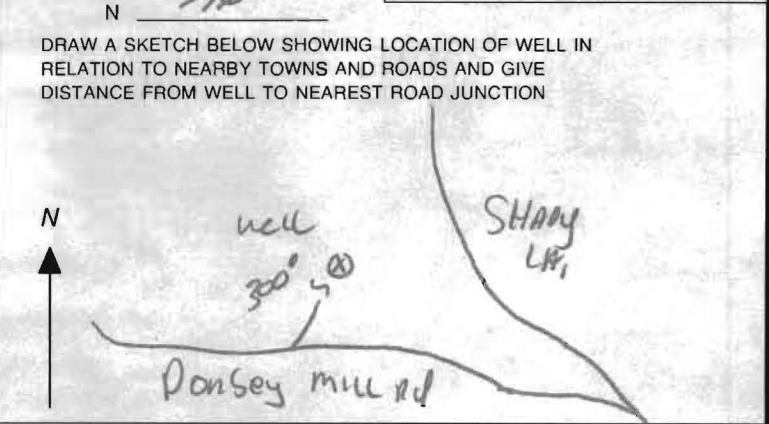 N
DRAW A SKETCH BELOW SHOWING LOCATION OF WELL IN
RELATION TO NEARBY TOWNS AND ROADS AND GIVE
DISTANCE FROM WELL TO NEAREST ROAD JUNCTION
N
well
300'
SHADY
LA,
Dorsey Mill Rd